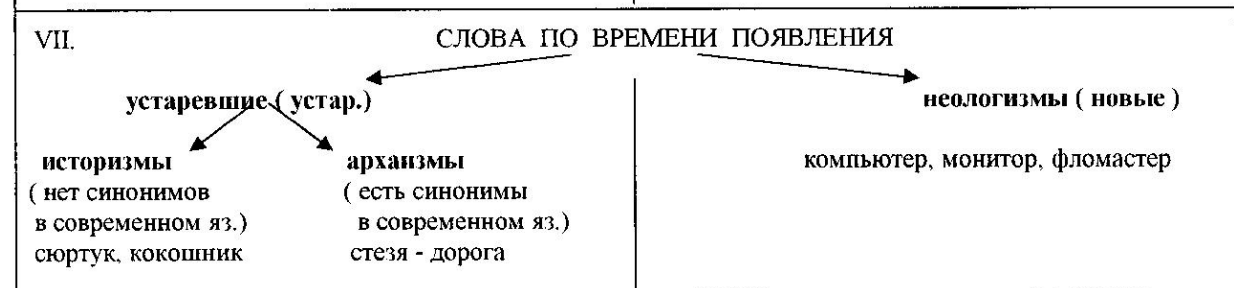 VII. СЛОВА ПО ВРЕМЕНИ ПОЯВЛЕНИЯ
устаревшие ( устар.)
неологизмы ( новые )
историзмы
( нет синонимов
в современном яз.)
сюртук, кокошник
архаизмы
( есть синонимы
в современном яз.)
стезя - дорога
компьютер, монитор, фломастер